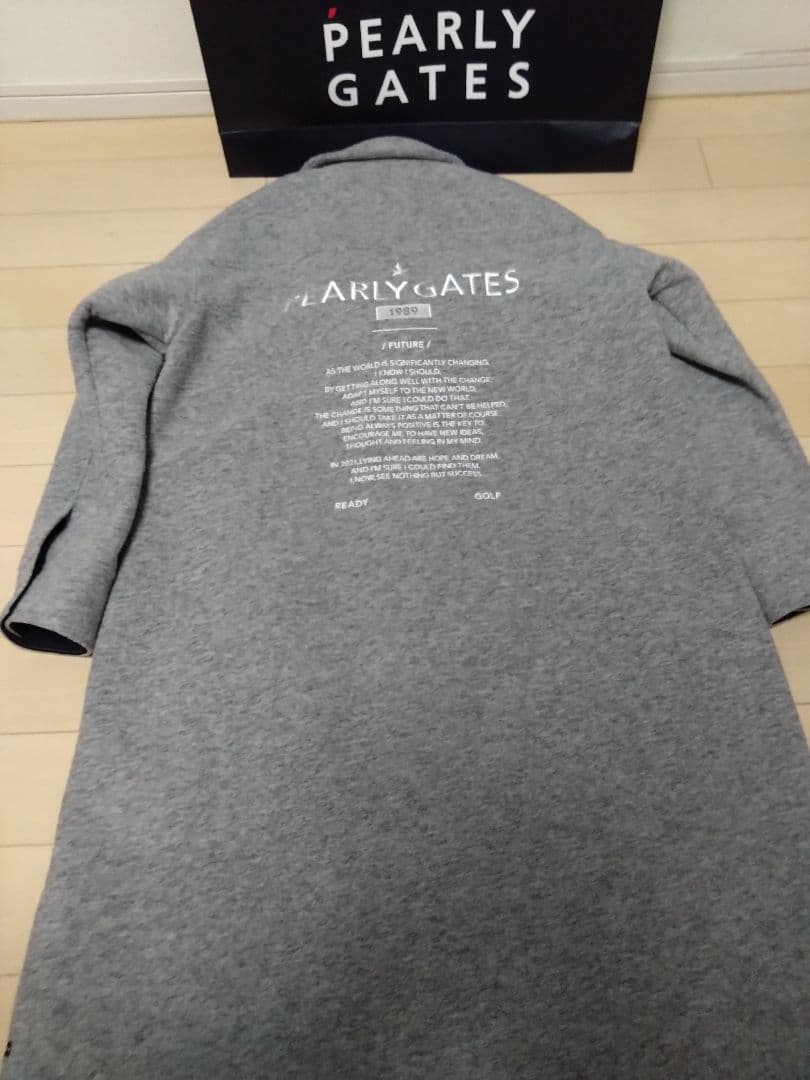 PEARLY
GATES
PEARLY GATES
1989
/ FUTURE /
AS THE WORLD IS SIGNIFICANTLY CHANGING,
I KNOW I SHOULD,
BY GETTING ALONG WELL WITH THE CHANGE,
ADAPT MYSELF TO THE NEW WORLD,
AND I'M SURE I COULD DO THAT.
THE CHANGE IS SOMETHING THAT CAN'T BE HELPED,
AND I SHOULD TAKE IT AS A MATTER OF COURSE.
BEING ALWAYS POSITIVE IS THE KEY TO
ENCOURAGE ME TO HAVE NEW IDEAS,
THOUGHT AND FEELING IN MY MIND.
IN 2021, LYING AHEAD ARE HOPE AND DREAM,
AND I'M SURE I COULD FIND THEM.
I NOW SEE NOTHING BUT SUCCESS.
READY GOLF